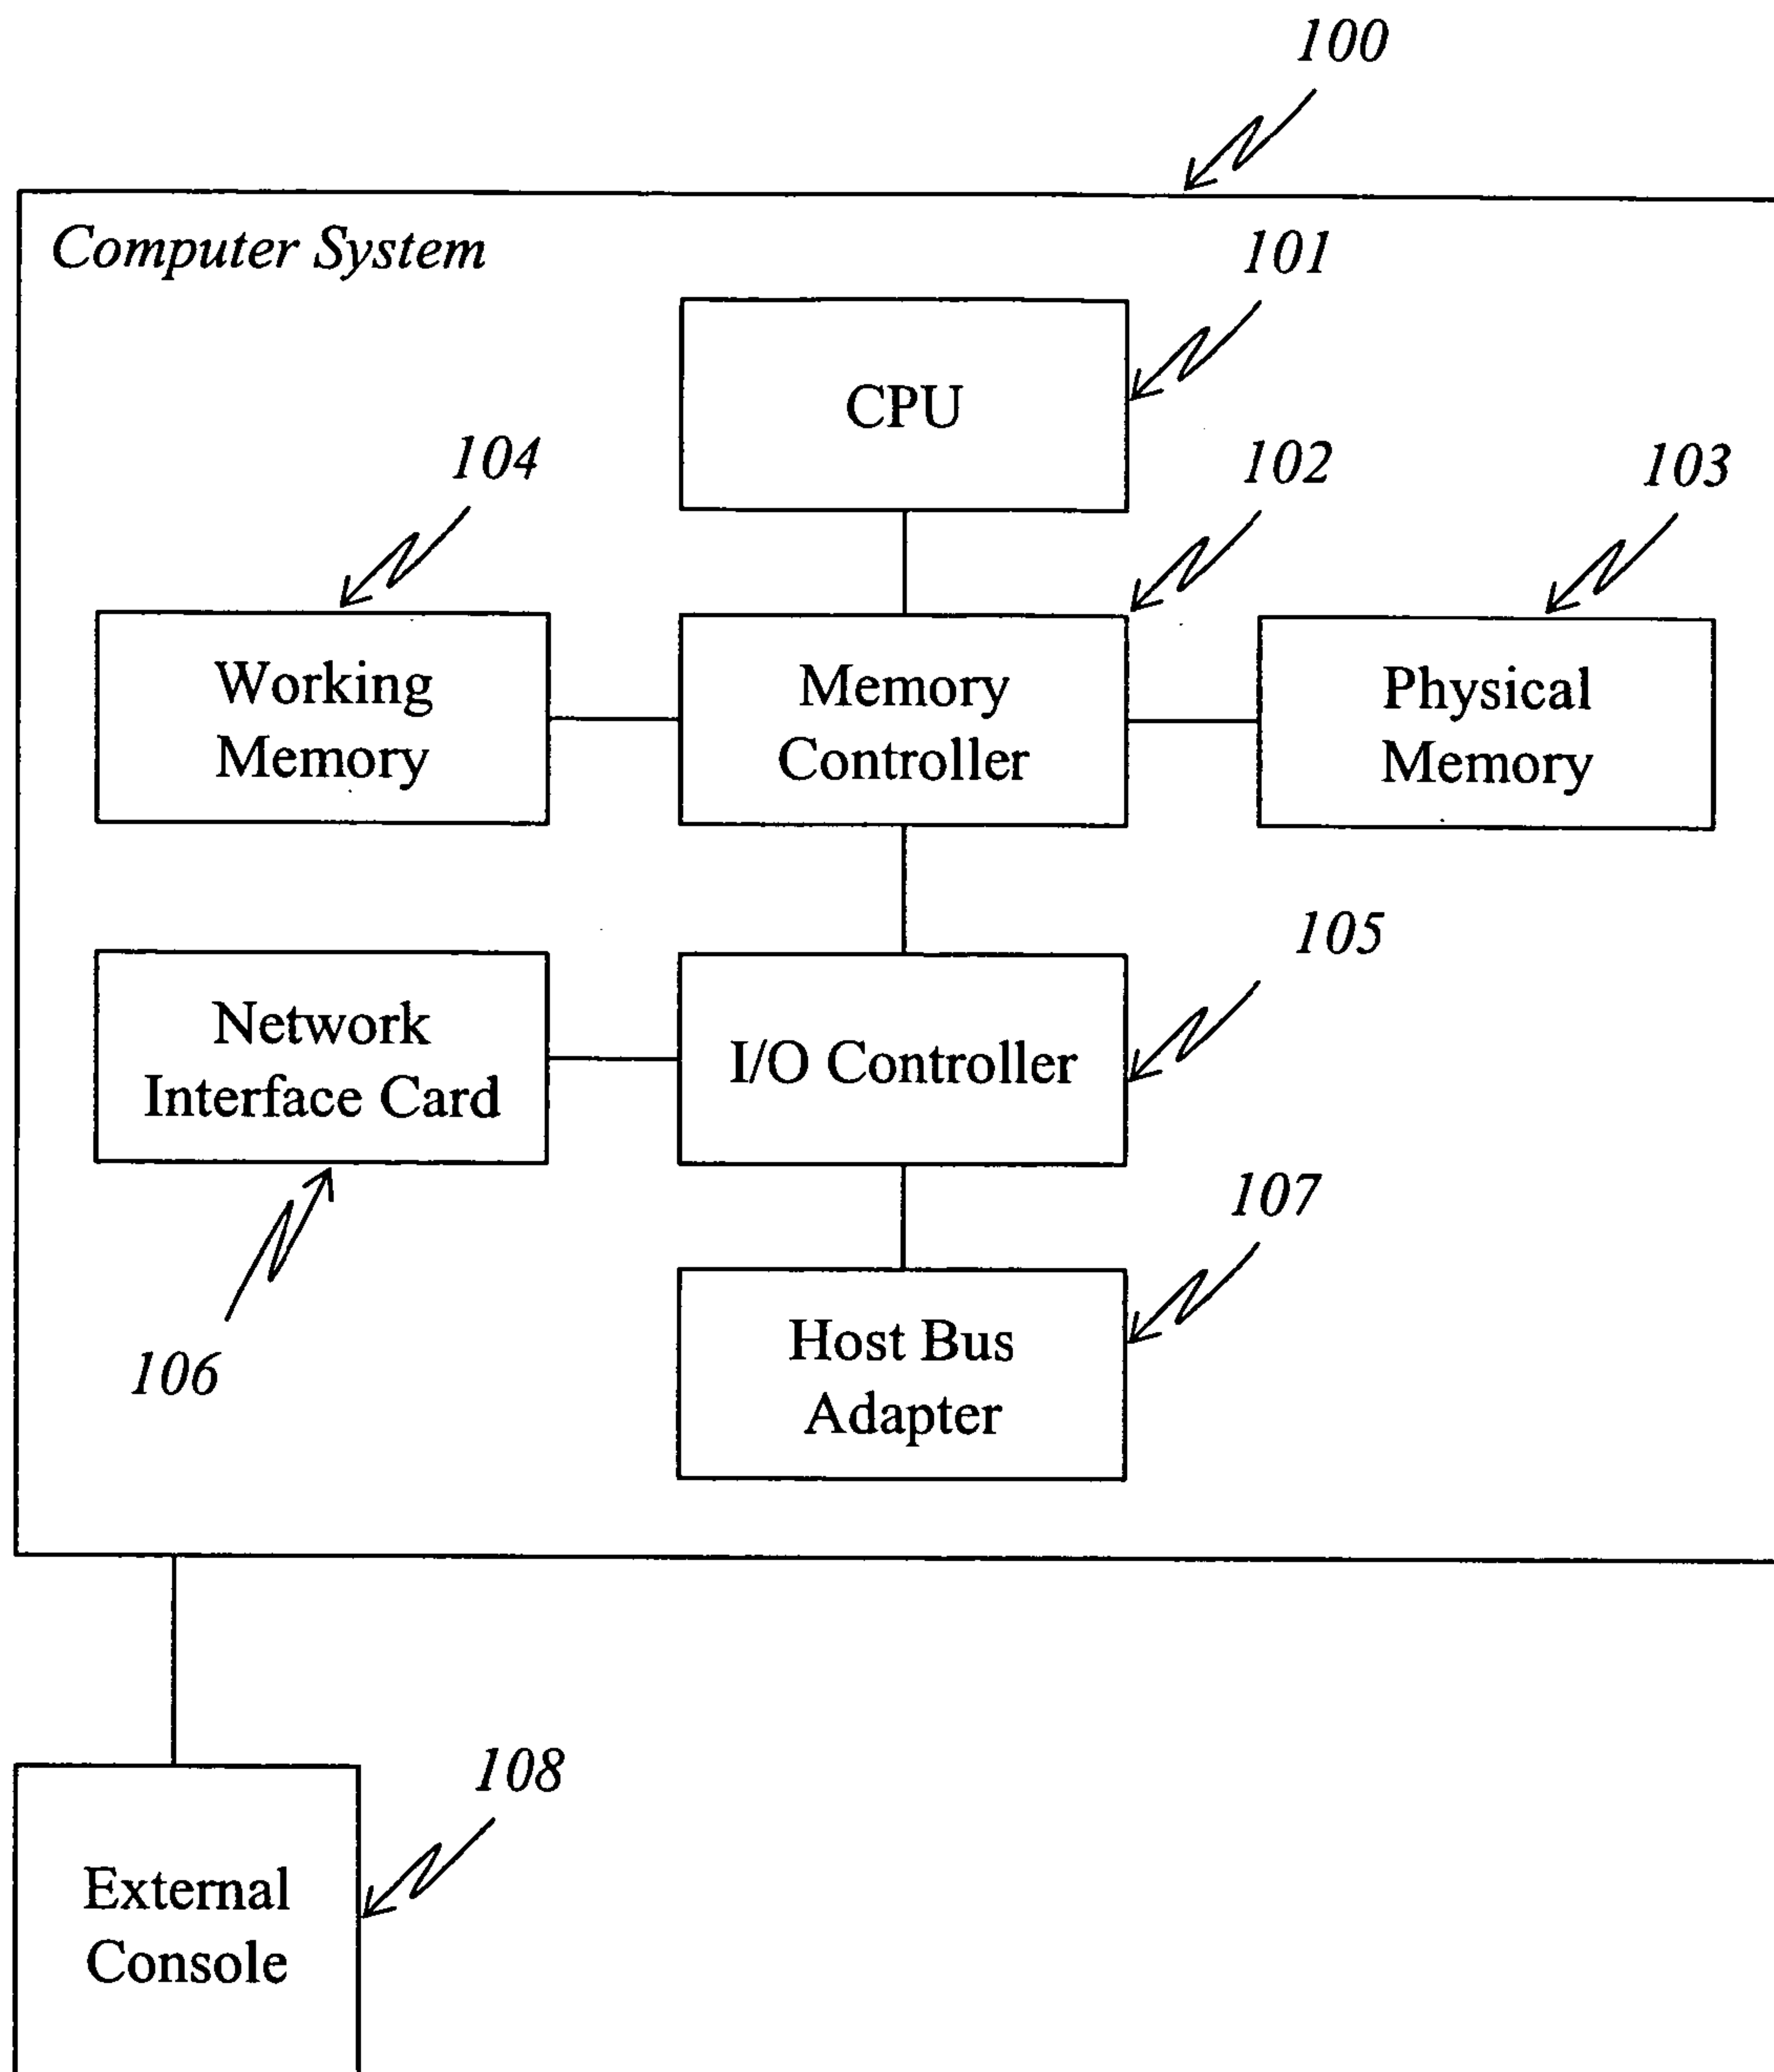 100
Computer System
101
CPU
104
102
103
Working
Memory
Memory
Controller
Physical
Memory
105
Network
Interface Card
I/O Controller
107
106
Host Bus
Adapter
108
External
Console